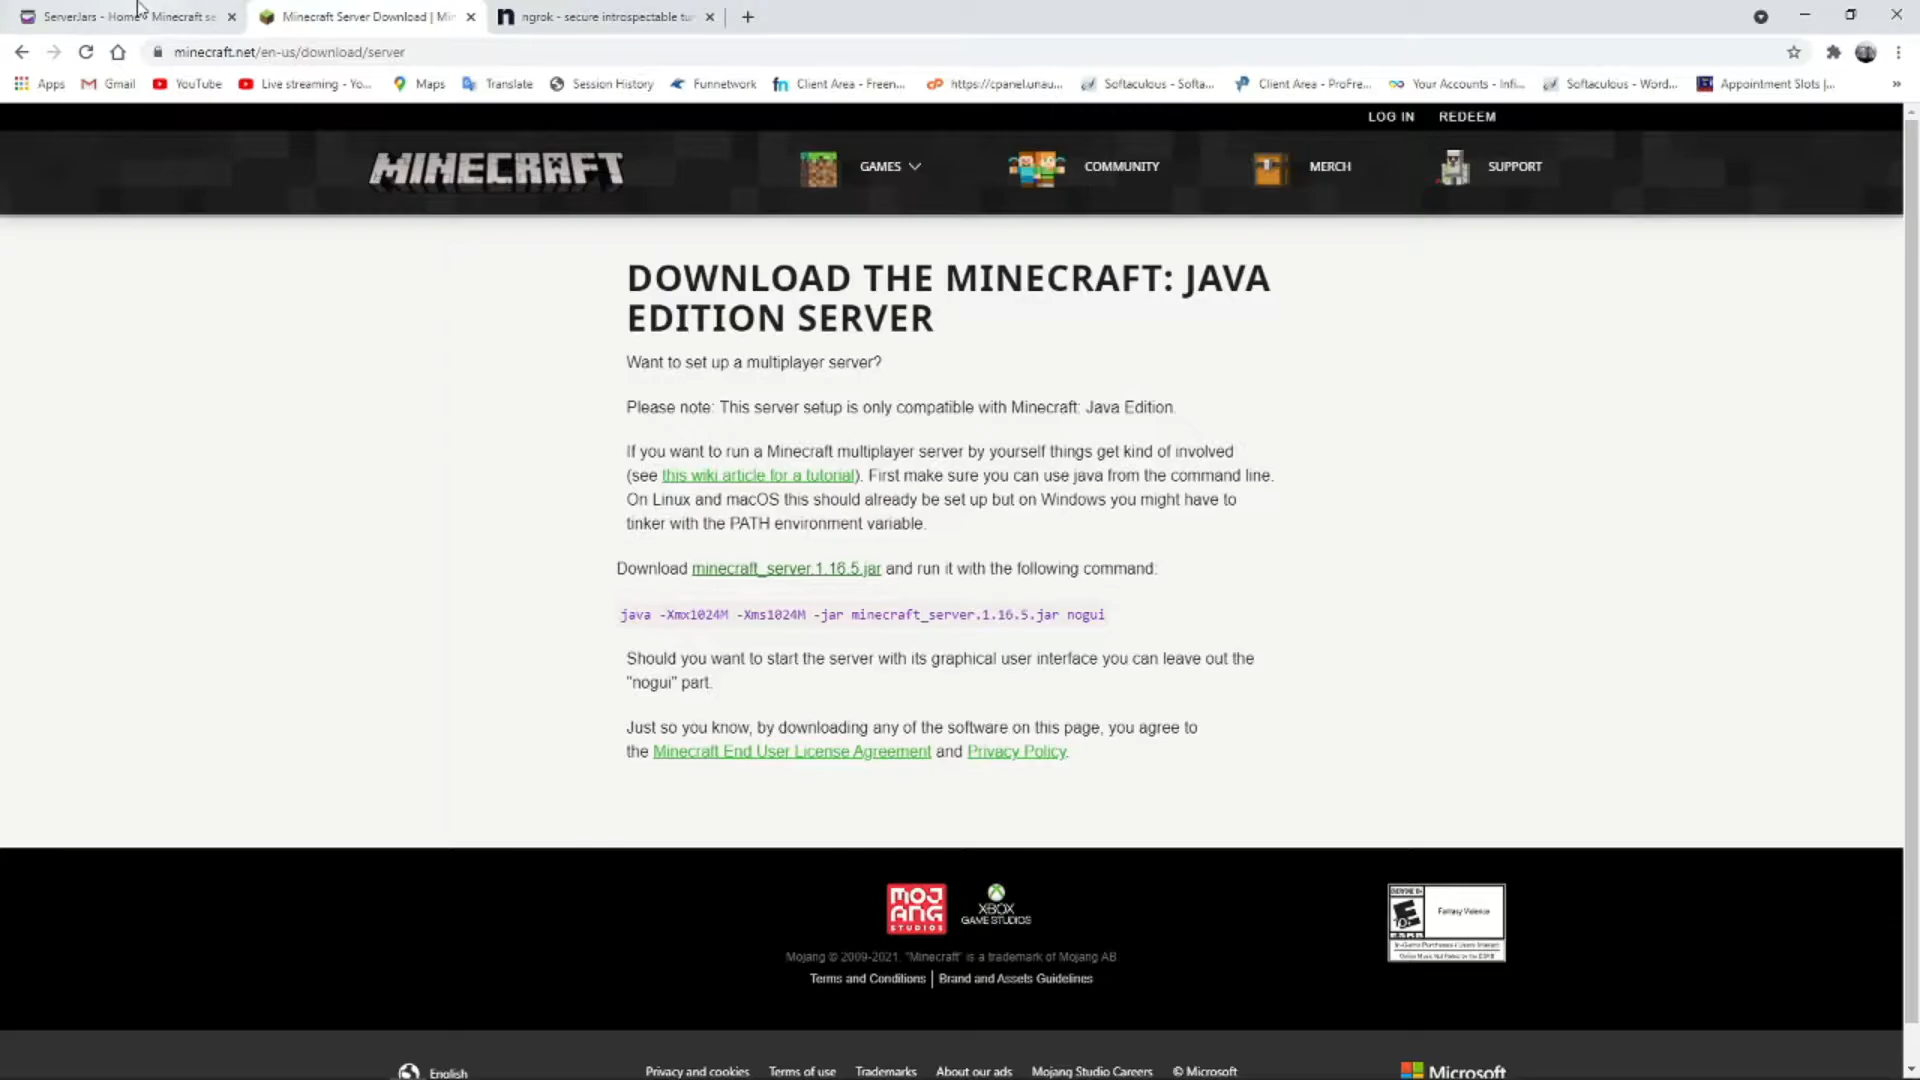 ServerJars - Home - Minecraft se
Minecraft Server Download | Min
ngrok - secure introspectable tu
minecraft.net/en-us/download/server
Apps
Gmail
YouTube
Live streaming - Yo...
Maps
Translate
Session History
Funnetwork
Client Area - Freen...
https://cpanel.unau...
Softaculous - Softa...
Client Area - ProFre...
Your Accounts - Infi...
Softaculous - Word...
Appointment Slots |...
LOG IN
REDEEM
MINECRAFT
GAMES
COMMUNITY
MERCH
SUPPORT
DOWNLOAD THE MINECRAFT: JAVA
EDITION SERVER
Want to set up a multiplayer server?
Please note: This server setup is only compatible with Minecraft: Java Edition.
If you want to run a Minecraft multiplayer server by yourself things get kind of involved
(see this wiki article for a tutorial). First make sure you can use java from the command line.
On Linux and macOS this should already be set up but on Windows you might have to
tinker with the PATH environment variable.
Download minecraft_server.1.16.5.jar and run it with the following command:
java -Xmx1024M -Xms1024M -jar minecraft_server.1.16.5.jar nogui
Should you want to start the server with its graphical user interface you can leave out the
"nogui" part.
Just so you know, by downloading any of the software on this page, you agree to
the Minecraft End User License Agreement and Privacy Policy.
MOJ
ANG
STUDIOS
XBOX
GAME STUDIOS
Fantasy Violence
Mojang © 2009-2021. "Minecraft" is a trademark of Mojang AB
Terms and Conditions | Brand and Assets Guidelines
English
Privacy and cookies
Terms of use
Trademarks
About our ads
Mojang Studio Careers
© Microsoft
Microsoft